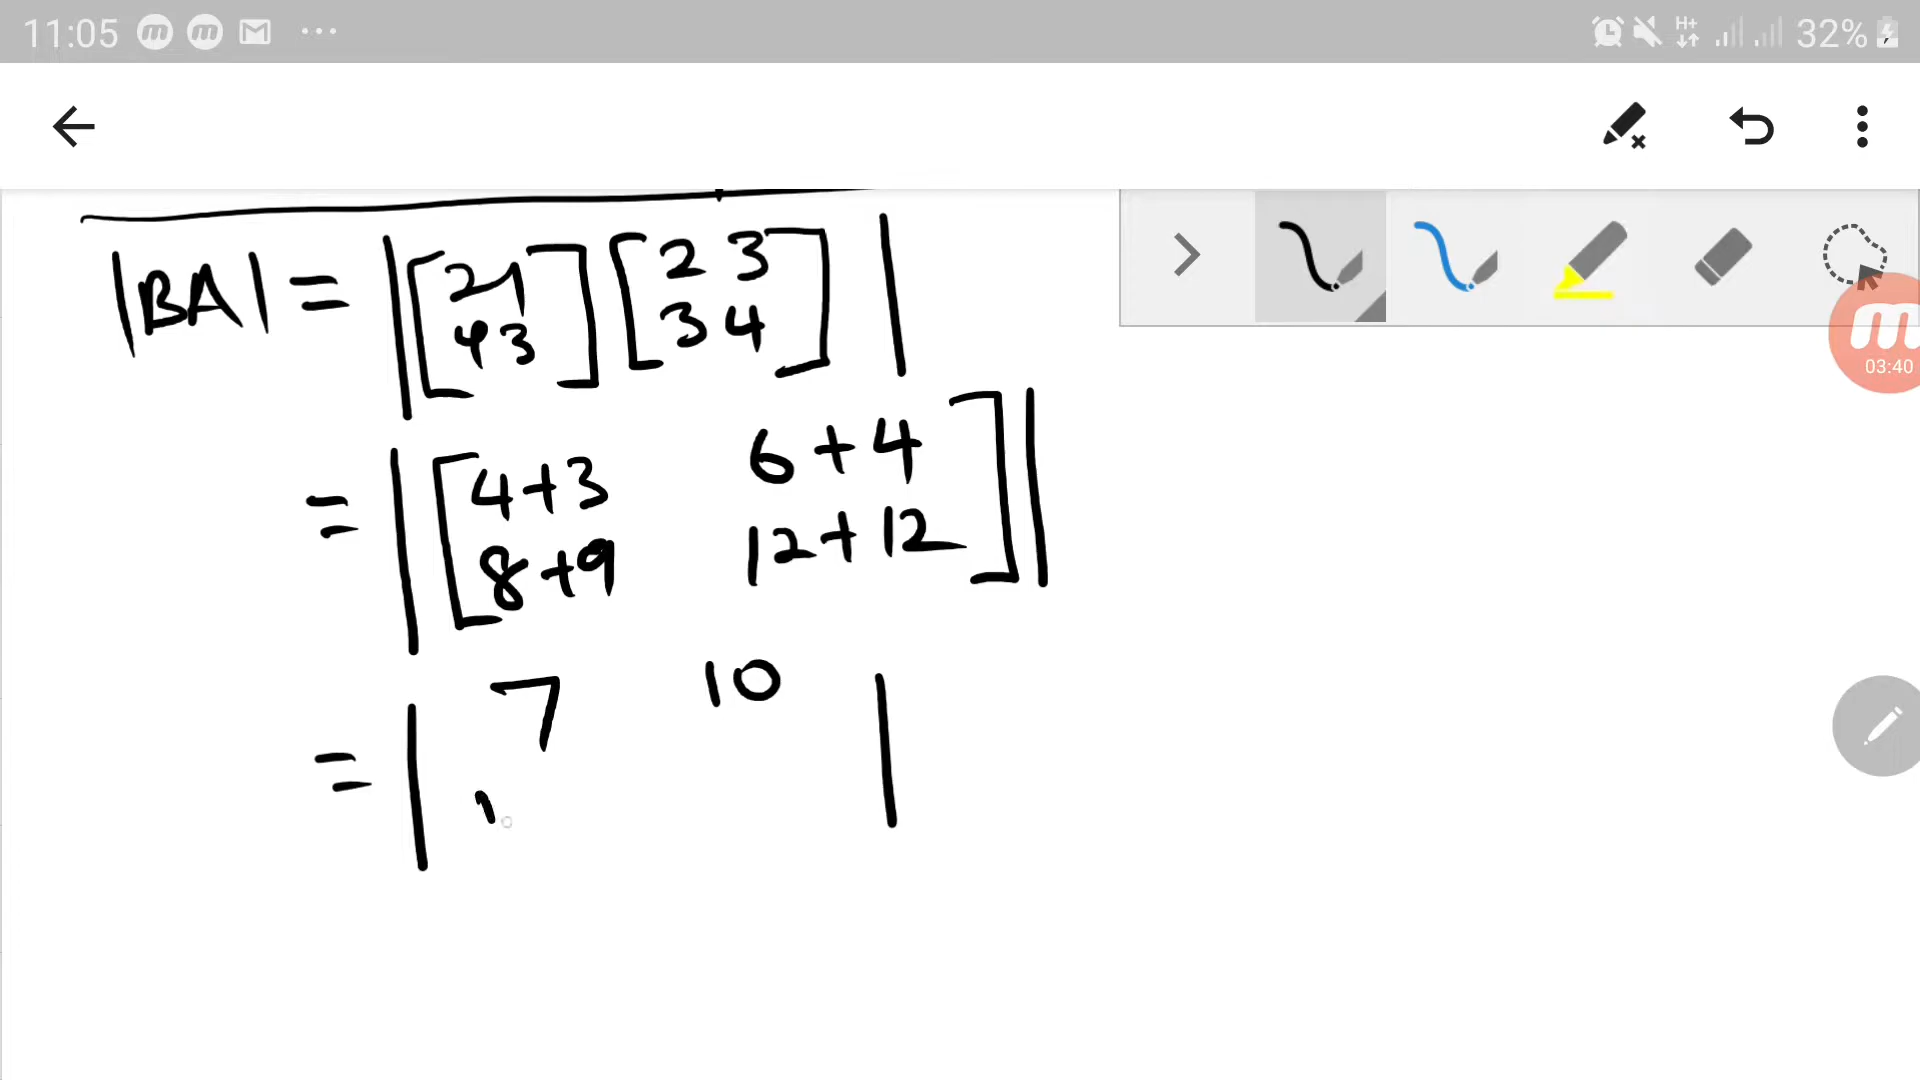 11:05 32%
|BA| = |[2 1 [2 3
4 3] 3 4]|
= |[4+3 6+4
8+9 12+12]|
7 10
= | |
03:40